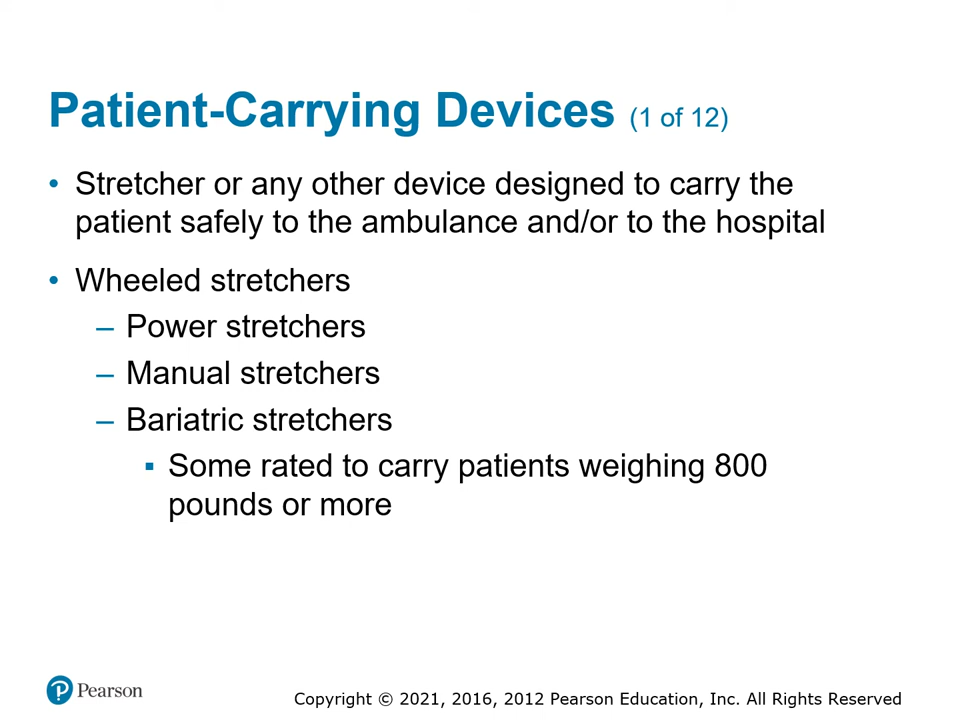 Patient-Carrying Devices (1 of 12)
• Stretcher or any other device designed to carry the
patient safely to the ambulance and/or to the hospital
• Wheeled stretchers
– Power stretchers
– Manual stretchers
– Bariatric stretchers
▪ Some rated to carry patients weighing 800
pounds or more
Pearson
Copyright © 2021, 2016, 2012 Pearson Education, Inc. All Rights Reserved